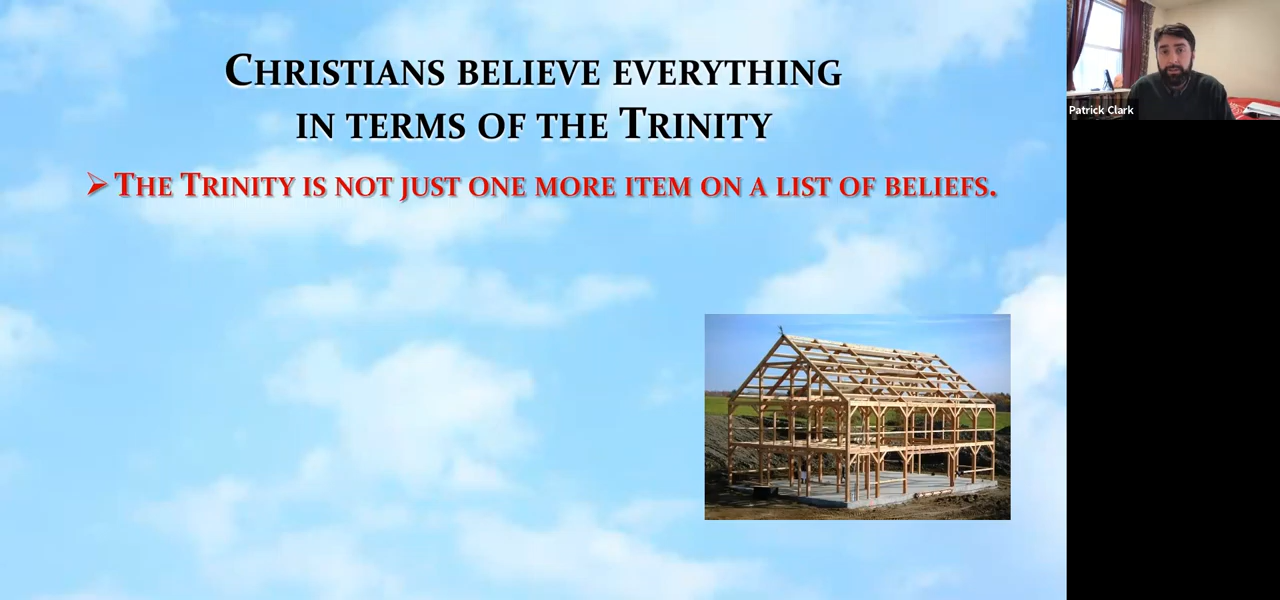 Christians believe everything
in terms of the Trinity
➢ The Trinity is not just one more item on a list of beliefs.
Patrick Clark